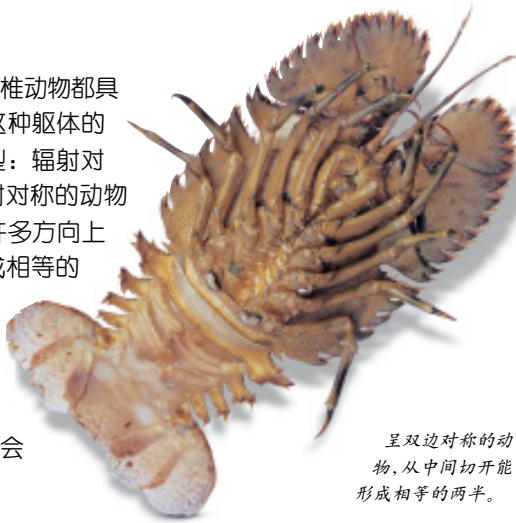 椎动物都具
这种躯体的
型：辐射对
射对称的动物
许多方向上
成相等的
会
呈双边对称的动
物，从中间切开能
形成相等的两半。